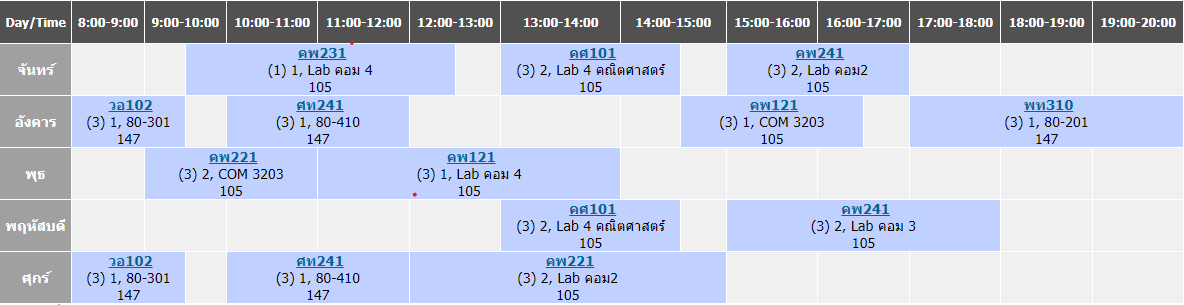 Day/Time 8:00-9:00 9:00-10:00 10:00-11:00 11:00-12:00 12:00-13:00 13:00-14:00 14:00-15:00 15:00-16:00 16:00-17:00 17:00-18:00 18:00-19:00 19:00-20:00
จันทร์
คพ231
(1) 1, Lab คอม 4
105
คศ101
(3) 2, Lab 4 คณิตศาสตร์
105
คพ241
(3) 2, Lab คอม2
105
อังคาร
วอ102
(3) 1, 80-301
147
ศท241
(3) 1, 80-410
147
คพ121
(3) 1, COM 3203
105
พท310
(3) 1, 80-201
147
พุธ
คพ221
(3) 2, COM 3203
105
คพ121
(3) 1, Lab คอม 4
105
พฤหัสบดี
คศ101
(3) 2, Lab 4 คณิตศาสตร์
105
คพ241
(3) 2, Lab คอม 3
105
ศุกร์
วอ102
(3) 1, 80-301
147
ศท241
(3) 1, 80-410
147
คพ221
(3) 2, Lab คอม2
105